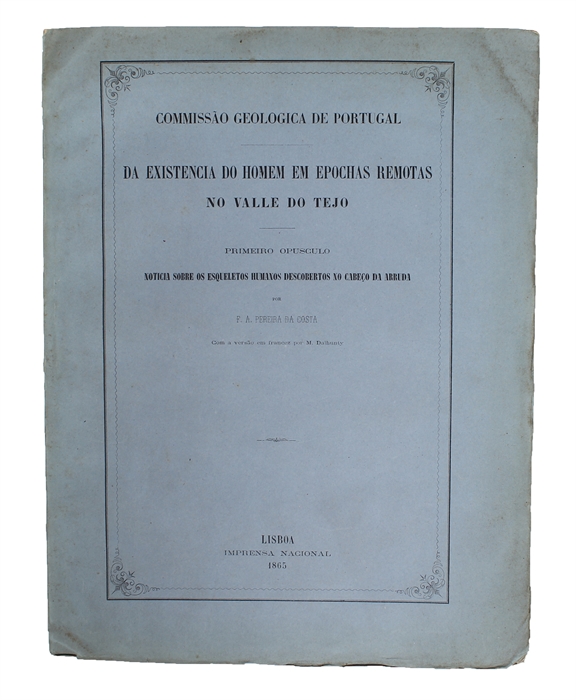 COMMISSÃO GEOLOGICA DE PORTUGAL
DA EXISTENCIA DO HOMEM EM EPOCHAS REMOTAS
NO VALLE DO TEJO
PRIMEIRO OPUSCULO
NOTICIA SOBRE OS ESQUELETOS HUMANOS DESCOBERTOS NO CABEÇO DA ARRUDA
POR
F. A. PEREIRA DA COSTA
Com a versão em francez por M. Dalhunty
LISBOA
IMPRENSA NACIONAL
1865